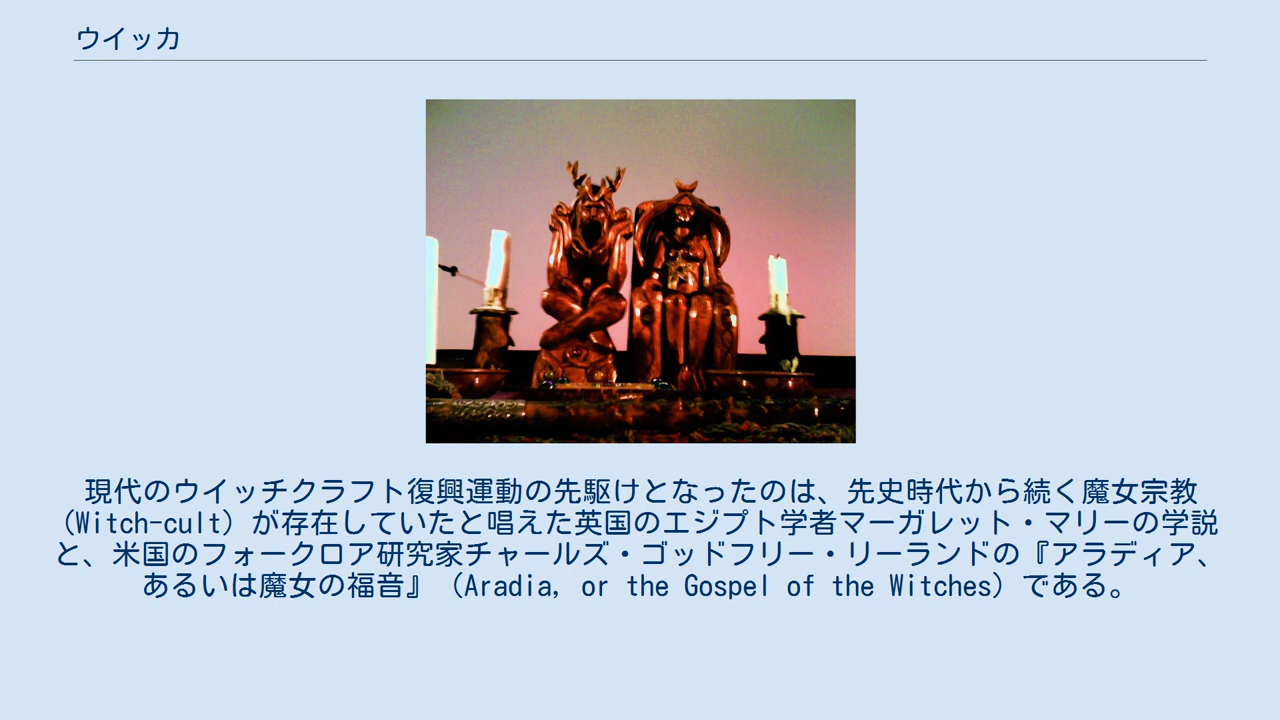 ウイッカ
現代のウイッチクラフト復興運動の先駆けとなったのは、先史時代から続く魔女宗教
（Witch-cult）が存在していたと唱えた英国のエジプト学者マーガレット・マリーの学説
と、米国のフォークロア研究家チャールズ・ゴッドフリー・リーランドの『アラディア、
あるいは魔女の福音』（Aradia, or the Gospel of the Witches）である。